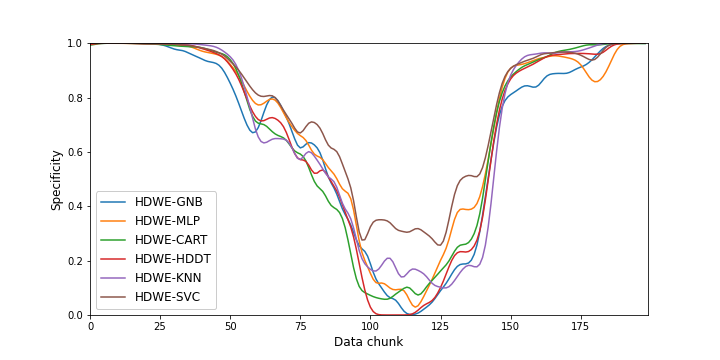 1.0
0.8
0.6
0.4
0.2
0.0
Specificity
HDWE-GNB
HDWE-MLP
HDWE-CART
HDWE-HDDT
HDWE-KNN
HDWE-SVC
0 25 50 75 100 125 150 175
Data chunk